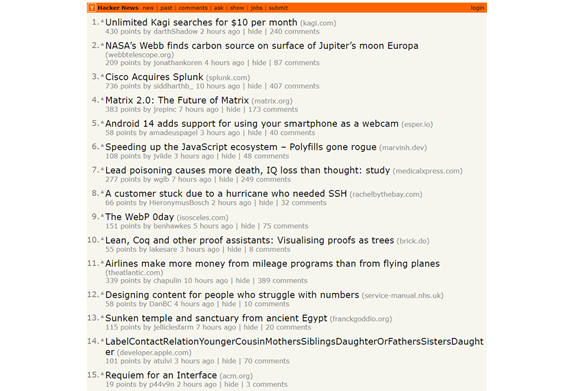 Y Hacker News new | past | comments | ask | show | jobs | submit login
1. Unlimited Kagi searches for $10 per month (kagi.com)
430 points by darthShadow 2 hours ago | hide | 240 comments
2. NASA's Webb finds carbon source on surface of Jupiter's moon Europa
(webbtelescope.org)
209 points by jonathankoren 4 hours ago | hide | 87 comments
3. Cisco Acquires Splunk (splunk.com)
736 points by siddharthb_ 10 hours ago | hide | 407 comments
4. Matrix 2.0: The Future of Matrix (matrix.org)
383 points by jrepinc 7 hours ago | hide | 173 comments
5. Android 14 adds support for using your smartphone as a webcam (esper.io)
58 points by amadeuspagel 3 hours ago | hide | 40 comments
6. Speeding up the JavaScript ecosystem – Polyfills gone rogue (marvinh.dev)
108 points by jviide 3 hours ago | hide | 48 comments
7. Lead poisoning causes more death, IQ loss than thought: study (medicalxpress.com)
277 points by wglb 7 hours ago | hide | 249 comments
8. A customer stuck due to a hurricane who needed SSH (rachelbythebay.com)
66 points by HieronymusBosch 2 hours ago | hide | 32 comments
9. The WebP 0day (isosceles.com)
151 points by benhawkes 5 hours ago | hide | 75 comments
10. Lean, Coq and other proof assistants: Visualising proofs as trees (brick.do)
55 points by lakesare 3 hours ago | hide | 8 comments
11. Airlines make more money from mileage programs than from flying planes
(theatlantic.com)
339 points by chapulin 10 hours ago | hide | 389 comments
12. Designing content for people who struggle with numbers (service-manual.nhs.uk)
58 points by DanBC 4 hours ago | hide | 10 comments
13. Sunken temple and sanctuary from ancient Egypt (franckgoddio.org)
115 points by jelliclesfarm 7 hours ago | hide | 20 comments
14. LabelContactRelationYoungerCousinMothersSiblingsDaughterOrFathersSistersDaught
er (developer.apple.com)
101 points by atulvi 3 hours ago | hide | 70 comments
15. Requiem for an Interface (acm.org)
19 points by p44v9n 2 hours ago | hide | 3 comments